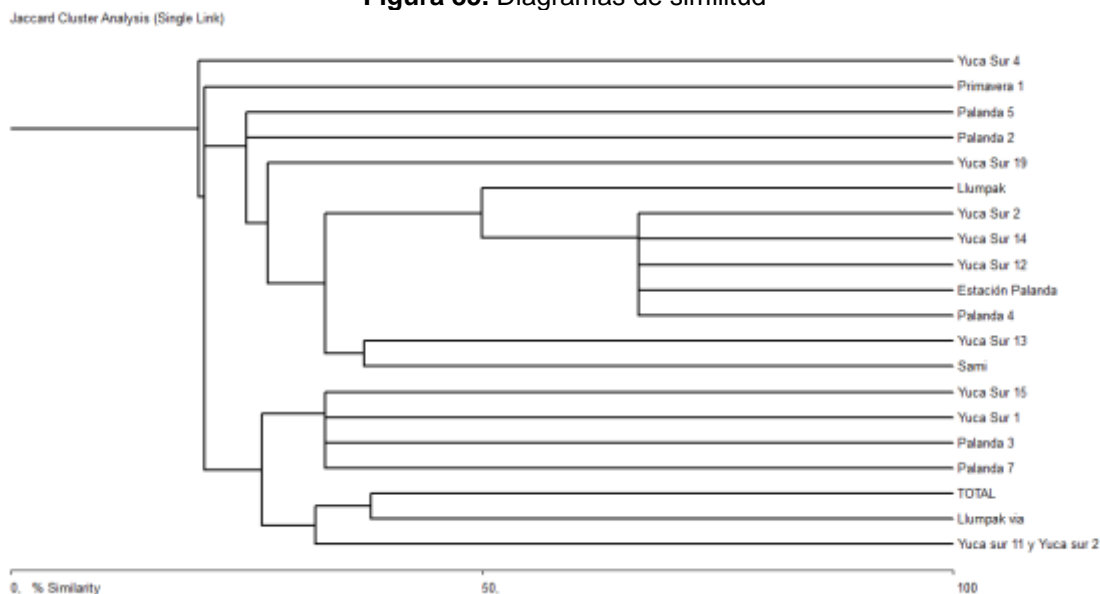 Figura 35. Diagramas de similitud
Jaccard Cluster Analysis (Single Link)
Yuca Sur 4
Primavera 1
Palanda 5
Palanda 2
Yuca Sur 19
Llumpak
Yuca Sur 2
Yuca Sur 14
Yuca Sur 12
Estación Palanda
Palanda 4
Yuca Sur 13
Sami
Yuca Sur 15
Yuca Sur 1
Palanda 3
Palanda 7
TOTAL
Llumpak via
Yuca sur 11 y Yuca sur 2
0. % Similarity 50. 100